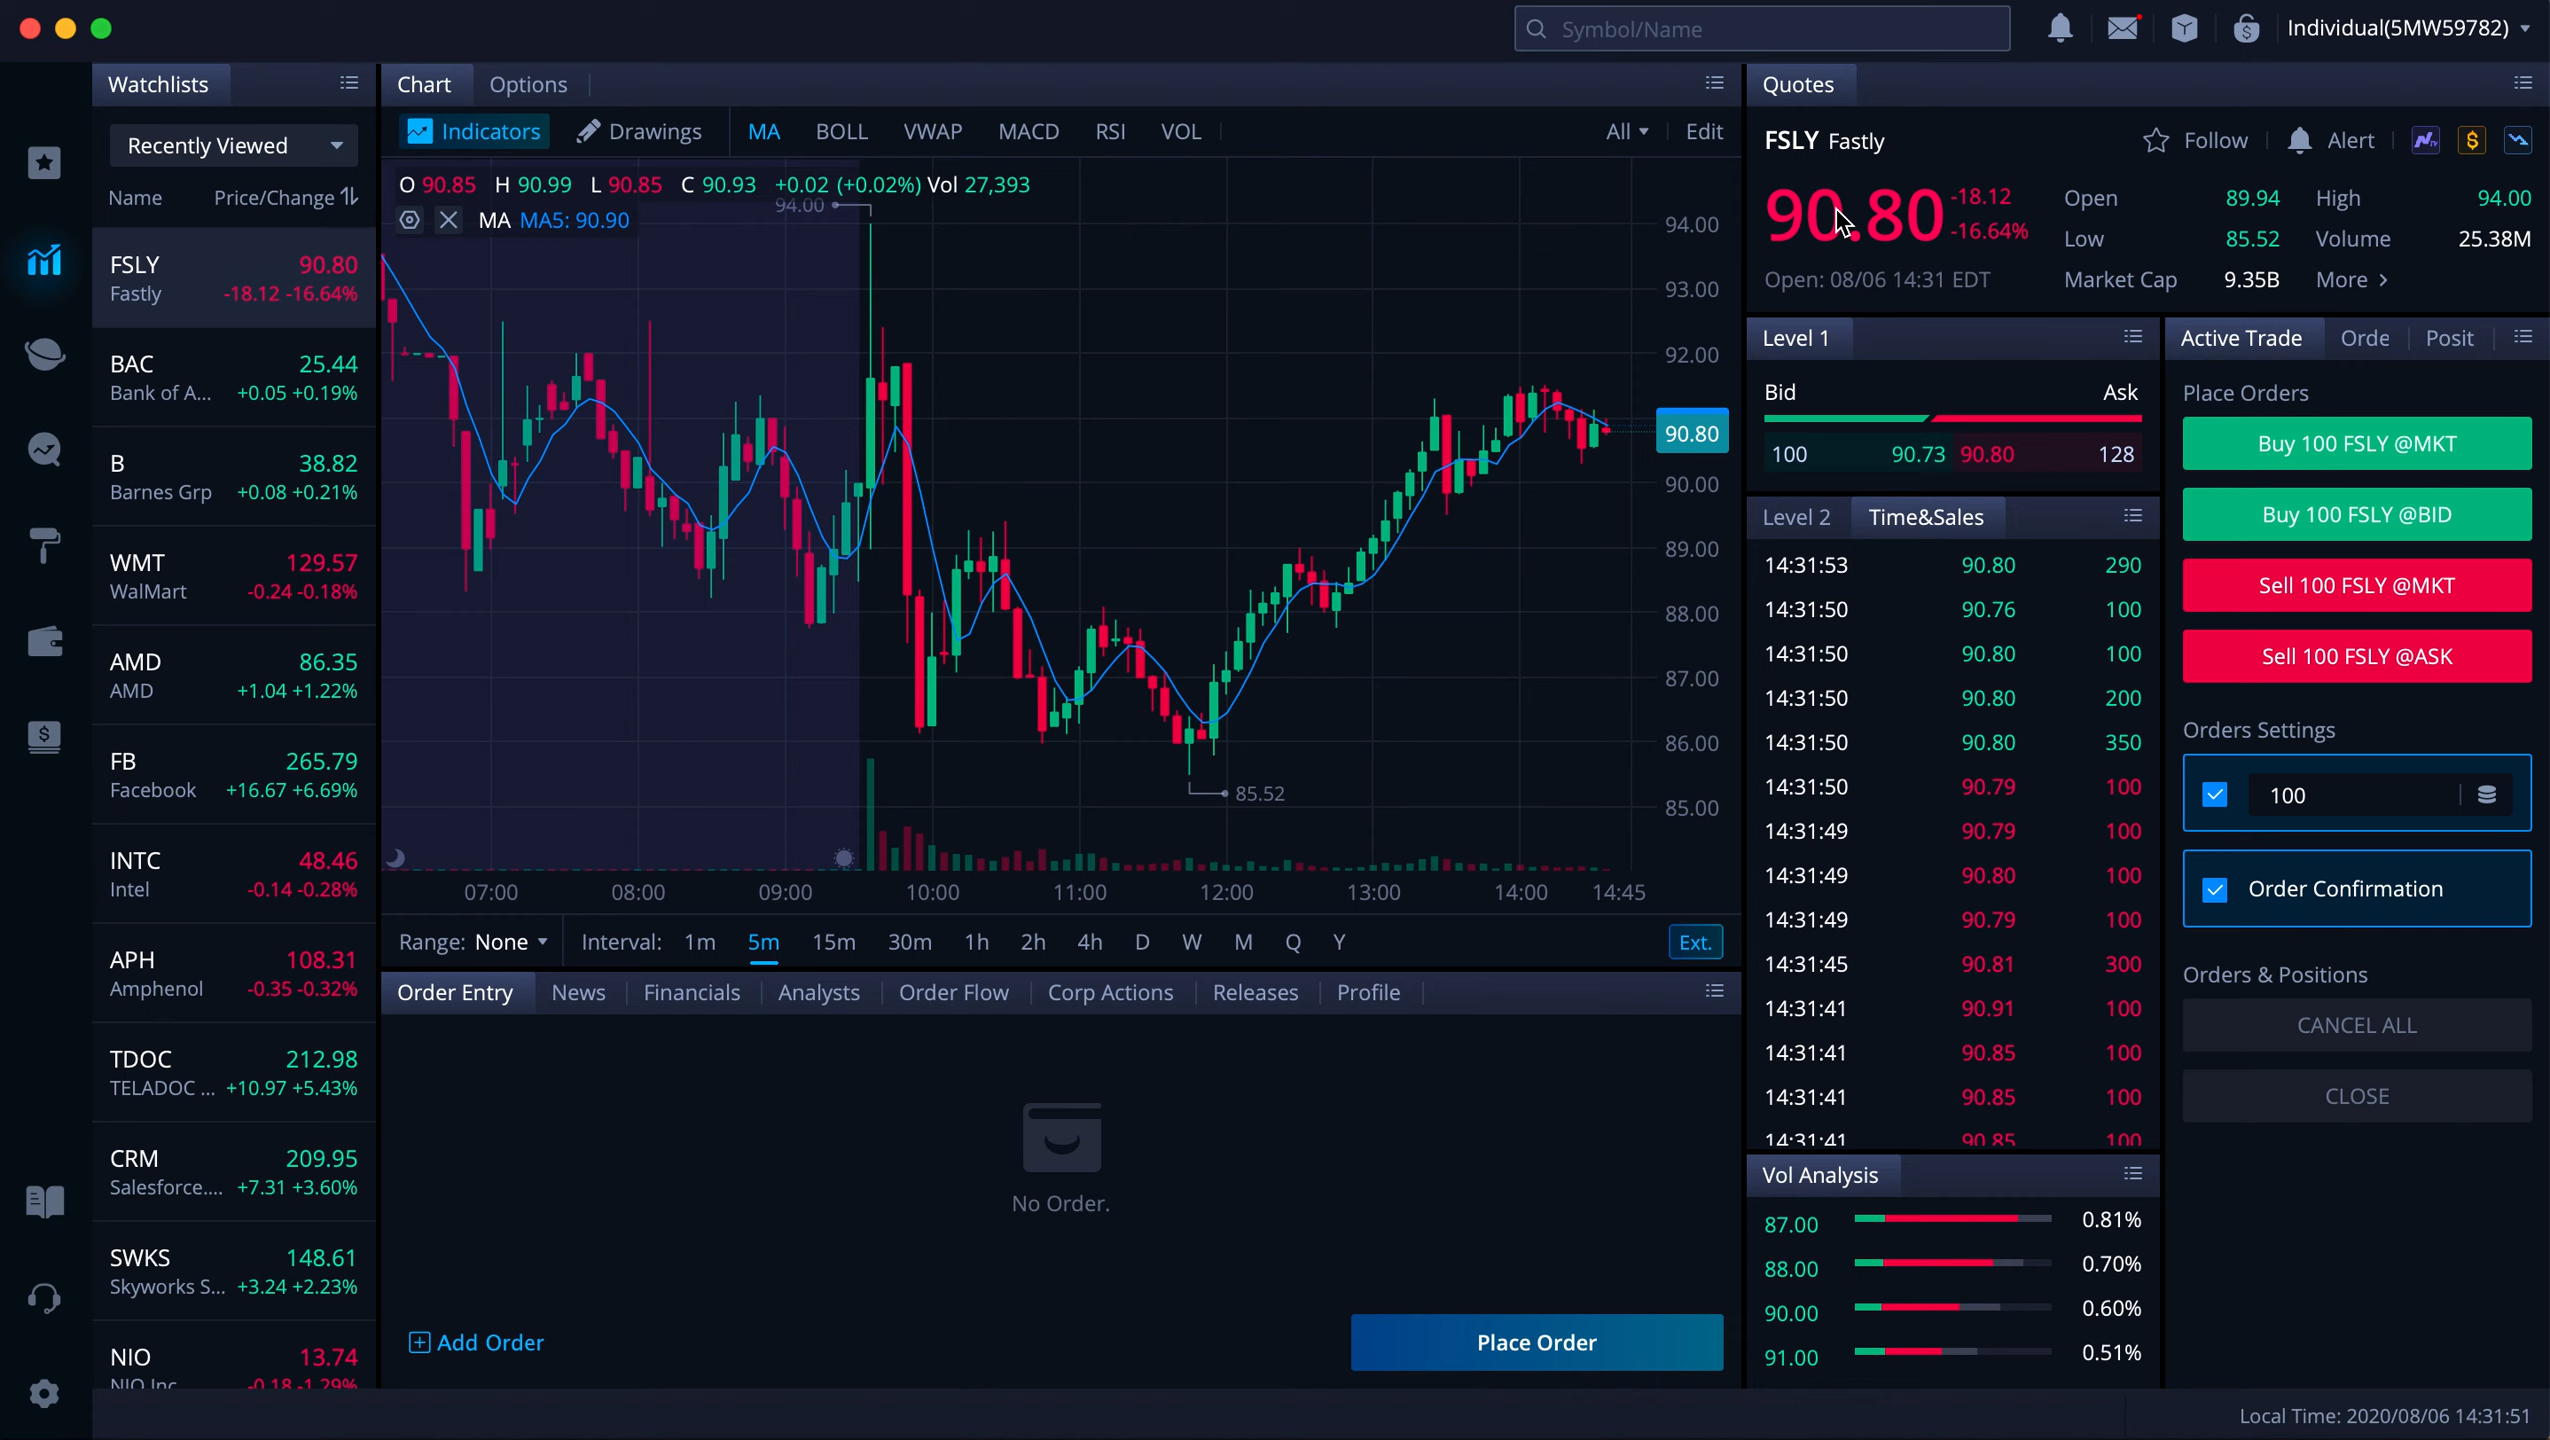 Symbol/Name
Individual(5MW59782)
Watchlists
Recently Viewed
Name Price/Change
FSLY 90.80
Fastly -18.12 -16.64%
BAC 25.44
Bank of A... +0.05 +0.19%
B 38.82
Barnes Grp +0.08 +0.21%
WMT 129.57
WalMart -0.24 -0.18%
AMD 86.35
AMD +1.04 +1.22%
FB 265.79
Facebook +16.67 +6.69%
INTC 48.46
Intel -0.14 -0.28%
APH 108.31
Amphenol -0.35 -0.32%
TDOC 212.98
TELADOC ... +10.97 +5.43%
CRM 209.95
Salesforce.... +7.31 +3.60%
SWKS 148.61
Skyworks S... +3.24 +2.23%
NIO 13.74
NIO Inc -0.18 -1.29%
Chart Options
Indicators Drawings MA BOLL VWAP MACD RSI VOL All Edit
O 90.85 H 90.99 L 90.85 C 90.93 +0.02 (+0.02%) Vol 27,393
94.00
MA MA5: 90.90
94.00
93.00
92.00
90.80
90.00
89.00
88.00
87.00
86.00
85.52
85.00
07:00 08:00 09:00 10:00 11:00 12:00 13:00 14:00 14:45
Range: None Interval: 1m 5m 15m 30m 1h 2h 4h D W M Q Y Ext.
Order Entry News Financials Analysts Order Flow Corp Actions Releases Profile
No Order.
Add Order Place Order
Quotes
FSLY Fastly Follow Alert
90.80 -18.12
-16.64%
Open: 08/06 14:31 EDT
Open 89.94 High 94.00
Low 85.52 Volume 25.38M
Market Cap 9.35B More >
Level 1
Bid Ask
100 90.73 90.80 128
Level 2 Time&Sales
14:31:53 90.80 290
14:31:50 90.76 100
14:31:50 90.80 100
14:31:50 90.80 200
14:31:50 90.80 350
14:31:50 90.79 100
14:31:49 90.79 100
14:31:49 90.80 100
14:31:49 90.79 100
14:31:45 90.81 300
14:31:41 90.91 100
14:31:41 90.85 100
14:31:41 90.85 100
14:31:41 90.85 100
Vol Analysis
87.00 0.81%
88.00 0.70%
90.00 0.60%
91.00 0.51%
Active Trade Orde Posit
Place Orders
Buy 100 FSLY @MKT
Buy 100 FSLY @BID
Sell 100 FSLY @MKT
Sell 100 FSLY @ASK
Orders Settings
100
Order Confirmation
Orders & Positions
CANCEL ALL
CLOSE
Local Time: 2020/08/06 14:31:51